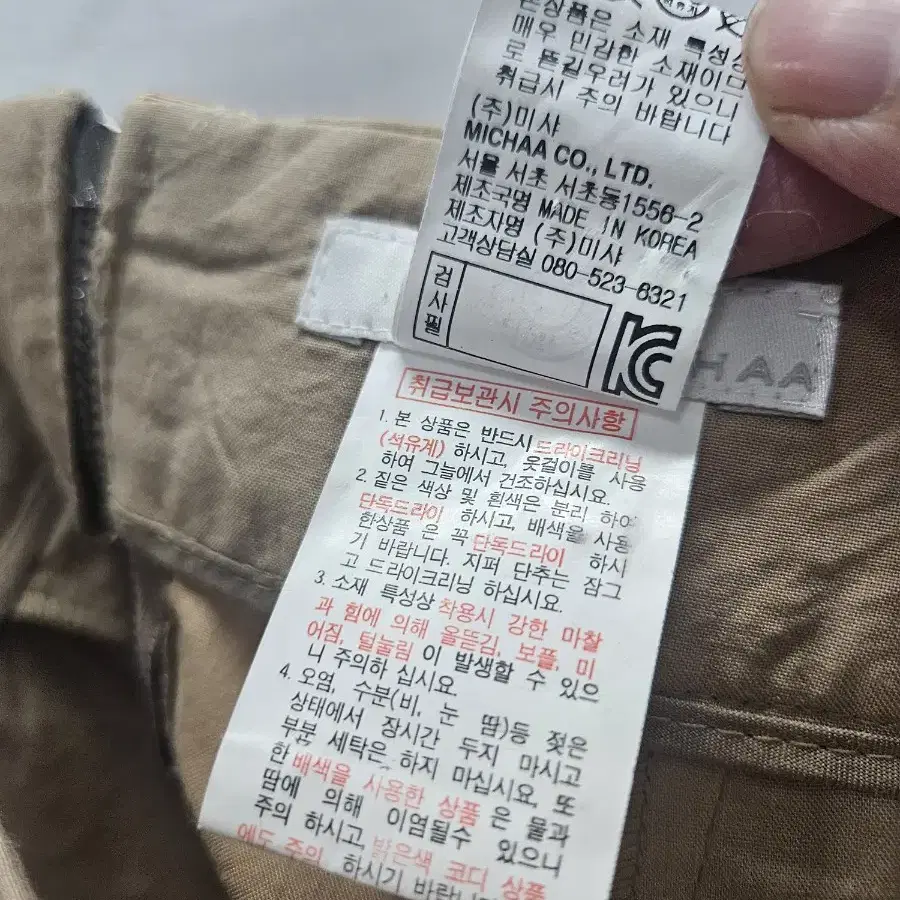 본상품은 소재 특성상
매우 민감한 소재이므
로 뜯길우려가 있으니
취급시 주의 바랍니다
(주)미샤
MICHAA CO., LTD.
서울 서초 서초동1556-2
제조국명 MADE IN KOREA
제조자명 (주)미샤
고객상담실 080-523-6321
검사필
KC
HAA
취급보관시 주의사항
1. 본 상품은 반드시 드라이크리닝
(석유계) 하시고, 옷걸이를 사용
하여 그늘에서 건조하십시요.
2. 짙은 색상 및 흰색은 분리 하여
단독드라이 하시고, 배색을 사용
한상품 은 꼭 단독드라이 하시
기 바랍니다. 지퍼 단추는 잠그
고 드라이크리닝 하십시요.
3. 소재 특성상 착용시 강한 마찰
과 힘에 의해 올뜯김, 보풀, 미
어짐, 털눌림 이 발생할 수 있으
니 주의하 십시요.
4. 오염, 수분(비, 눈 땀)등 젖은
상태에서 장시간 두지 마시고
부분 세탁은 하지 마십시요, 또
한 배색을 사용한 상품 은 물과
땀에 의해 이염될수 있으니
주의 하시고, 밝은색 코디 상품
에도 주의 하시기 바랍니다